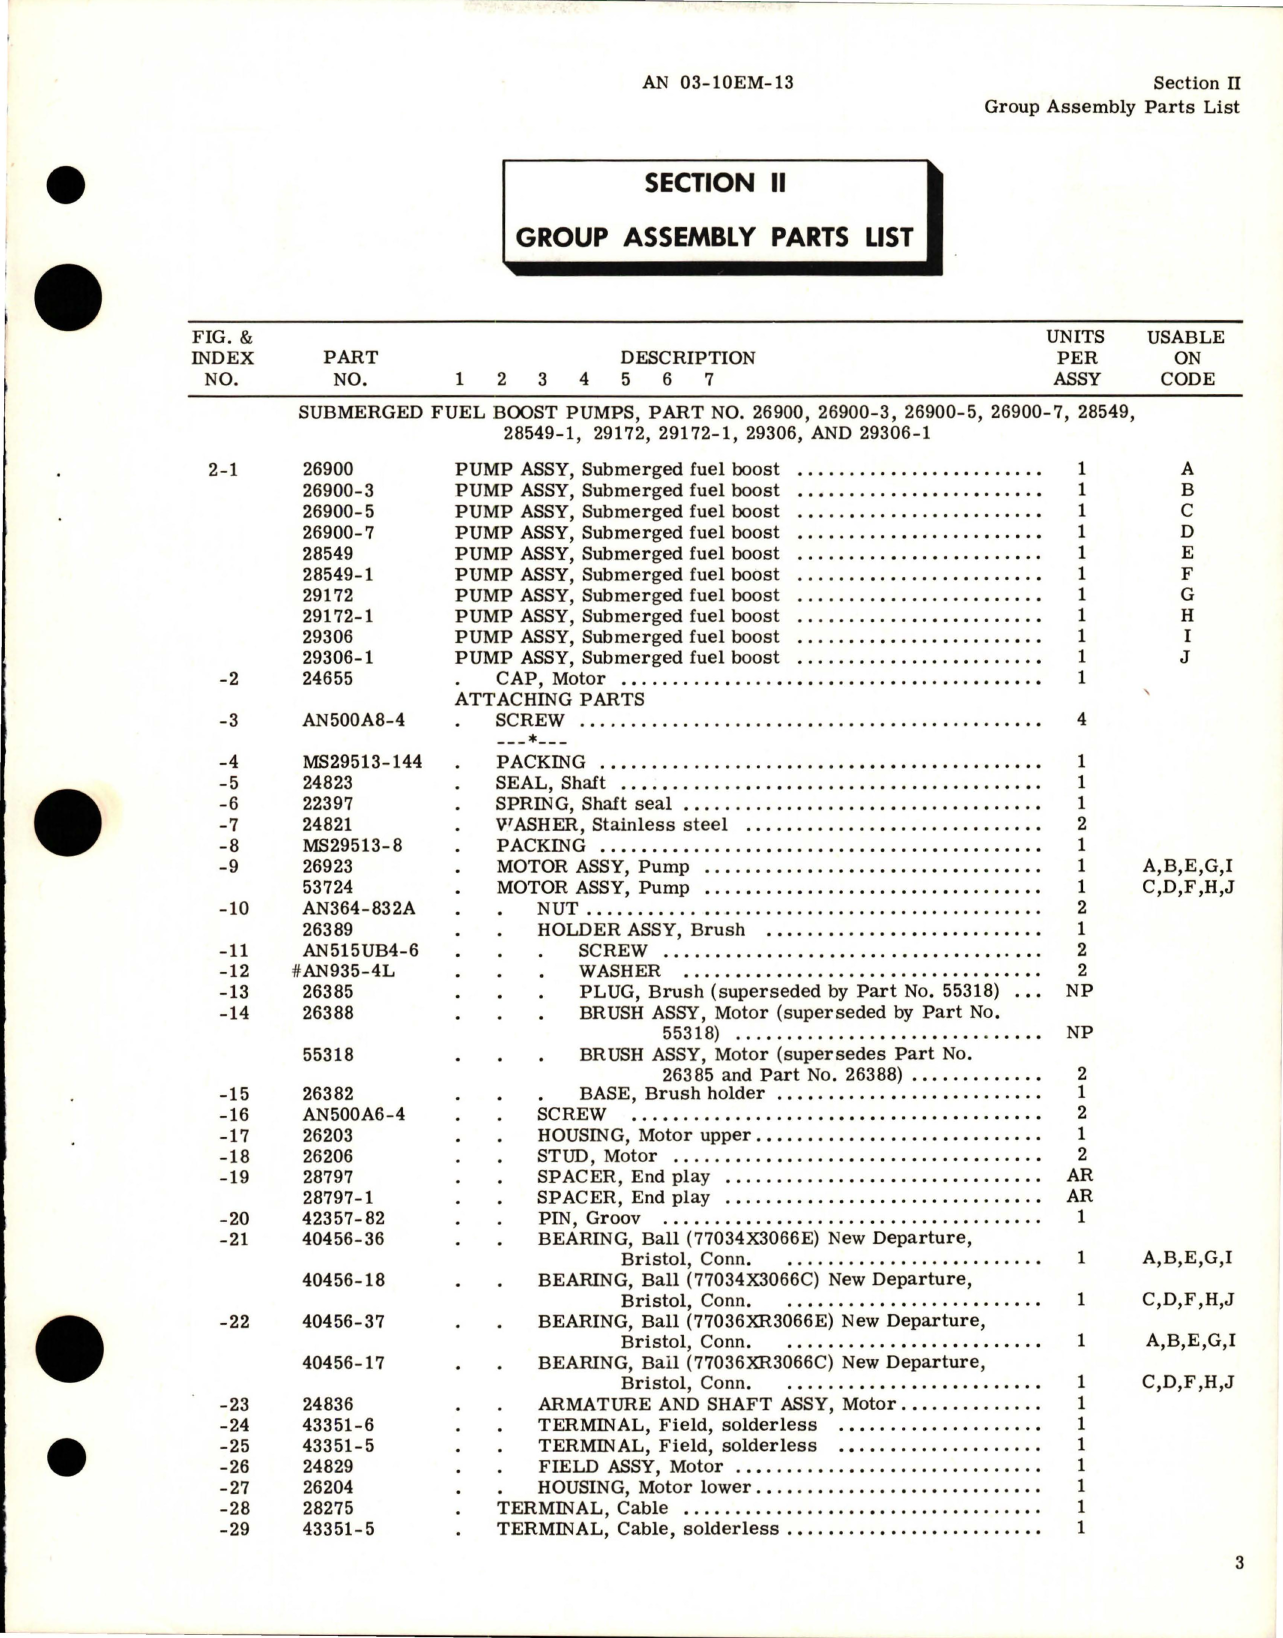 AN 03-10EM-13
Section II
Group Assembly Parts List
SECTION II
GROUP ASSEMBLY PARTS LIST
FIG. & INDEX NO. PART NO. DESCRIPTION 1 2 3 4 5 6 7 UNITS PER ASSY USABLE ON CODE
SUBMERGED FUEL BOOST PUMPS, PART NO. 26900, 26900-3, 26900-5, 26900-7, 28549,
28549-1, 29172, 29172-1, 29306, AND 29306-1
2-1 26900 PUMP ASSY, Submerged fuel boost ........................ 1 A
26900-3 PUMP ASSY, Submerged fuel boost ........................ 1 B
26900-5 PUMP ASSY, Submerged fuel boost ........................ 1 C
26900-7 PUMP ASSY, Submerged fuel boost ........................ 1 D
28549 PUMP ASSY, Submerged fuel boost ........................ 1 E
28549-1 PUMP ASSY, Submerged fuel boost ........................ 1 F
29172 PUMP ASSY, Submerged fuel boost ........................ 1 G
29172-1 PUMP ASSY, Submerged fuel boost ........................ 1 H
29306 PUMP ASSY, Submerged fuel boost ........................ 1 I
29306-1 PUMP ASSY, Submerged fuel boost ........................ 1 J
-2 24655 . CAP, Motor ......................................... 1
ATTACHING PARTS
-3 AN500A8-4 . SCREW ............................................. 4
---*---
-4 MS29513-144 . PACKING ........................................... 1
-5 24823 . SEAL, Shaft ......................................... 1
-6 22397 . SPRING, Shaft seal ................................... 1
-7 24821 . WASHER, Stainless steel ............................. 2
-8 MS29513-8 . PACKING ........................................... 1
-9 26923 . MOTOR ASSY, Pump ................................. 1 A,B,E,G,I
53724 . MOTOR ASSY, Pump ................................. 1 C,D,F,H,J
-10 AN364-832A . . NUT ............................................ 2
26389 . . HOLDER ASSY, Brush ........................... 1
-11 AN515UB4-6 . . . SCREW ..................................... 2
-12 #AN935-4L . . . WASHER ................................... 2
-13 26385 . . . PLUG, Brush (superseded by Part No. 55318) ... NP
-14 26388 . . . BRUSH ASSY, Motor (superseded by Part No.
55318) .............................. NP
55318 . . . BRUSH ASSY, Motor (supersedes Part No.
26385 and Part No. 26388) ............. 2
-15 26382 . . . BASE, Brush holder .......................... 1
-16 AN500A6-4 . . SCREW ........................................ 2
-17 26203 . . HOUSING, Motor upper ............................ 1
-18 26206 . . STUD, Motor .................................... 2
-19 28797 . . SPACER, End play ............................... AR
28797-1 . . SPACER, End play ............................... AR
-20 42357-82 . . PIN, Groov ..................................... 1
-21 40456-36 . . BEARING, Ball (77034X3066E) New Departure,
Bristol, Conn. ......................... 1 A,B,E,G,I
40456-18 . . BEARING, Ball (77034X3066C) New Departure,
Bristol, Conn. ......................... 1 C,D,F,H,J
-22 40456-37 . . BEARING, Ball (77036XR3066E) New Departure,
Bristol, Conn. ......................... 1 A,B,E,G,I
40456-17 . . BEARING, Ball (77036XR3066C) New Departure,
Bristol, Conn. ......................... 1 C,D,F,H,J
-23 24836 . . ARMATURE AND SHAFT ASSY, Motor .............. 1
-24 43351-6 . . TERMINAL, Field, solderless .................... 1
-25 43351-5 . . TERMINAL, Field, solderless .................... 1
-26 24829 . . FIELD ASSY, Motor .............................. 1
-27 26204 . . HOUSING, Motor lower ............................ 1
-28 28275 . TERMINAL, Cable ................................... 1
-29 43351-5 . TERMINAL, Cable, solderless ......................... 1
3